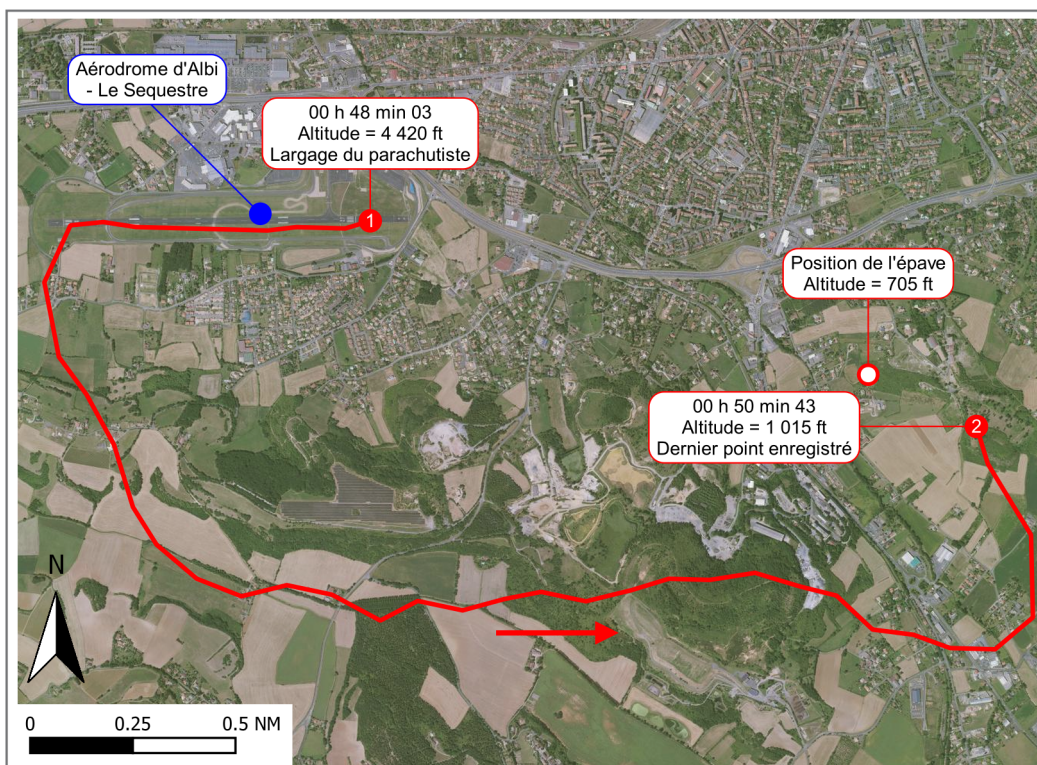 Aérodrome d'Albi
- Le Sequestre
00 h 48 min 03
Altitude = 4 420 ft
Largage du parachutiste
1
Position de l'épave
Altitude = 705 ft
00 h 50 min 43
Altitude = 1 015 ft
Dernier point enregistré
2
N
0 0.25 0.5 NM